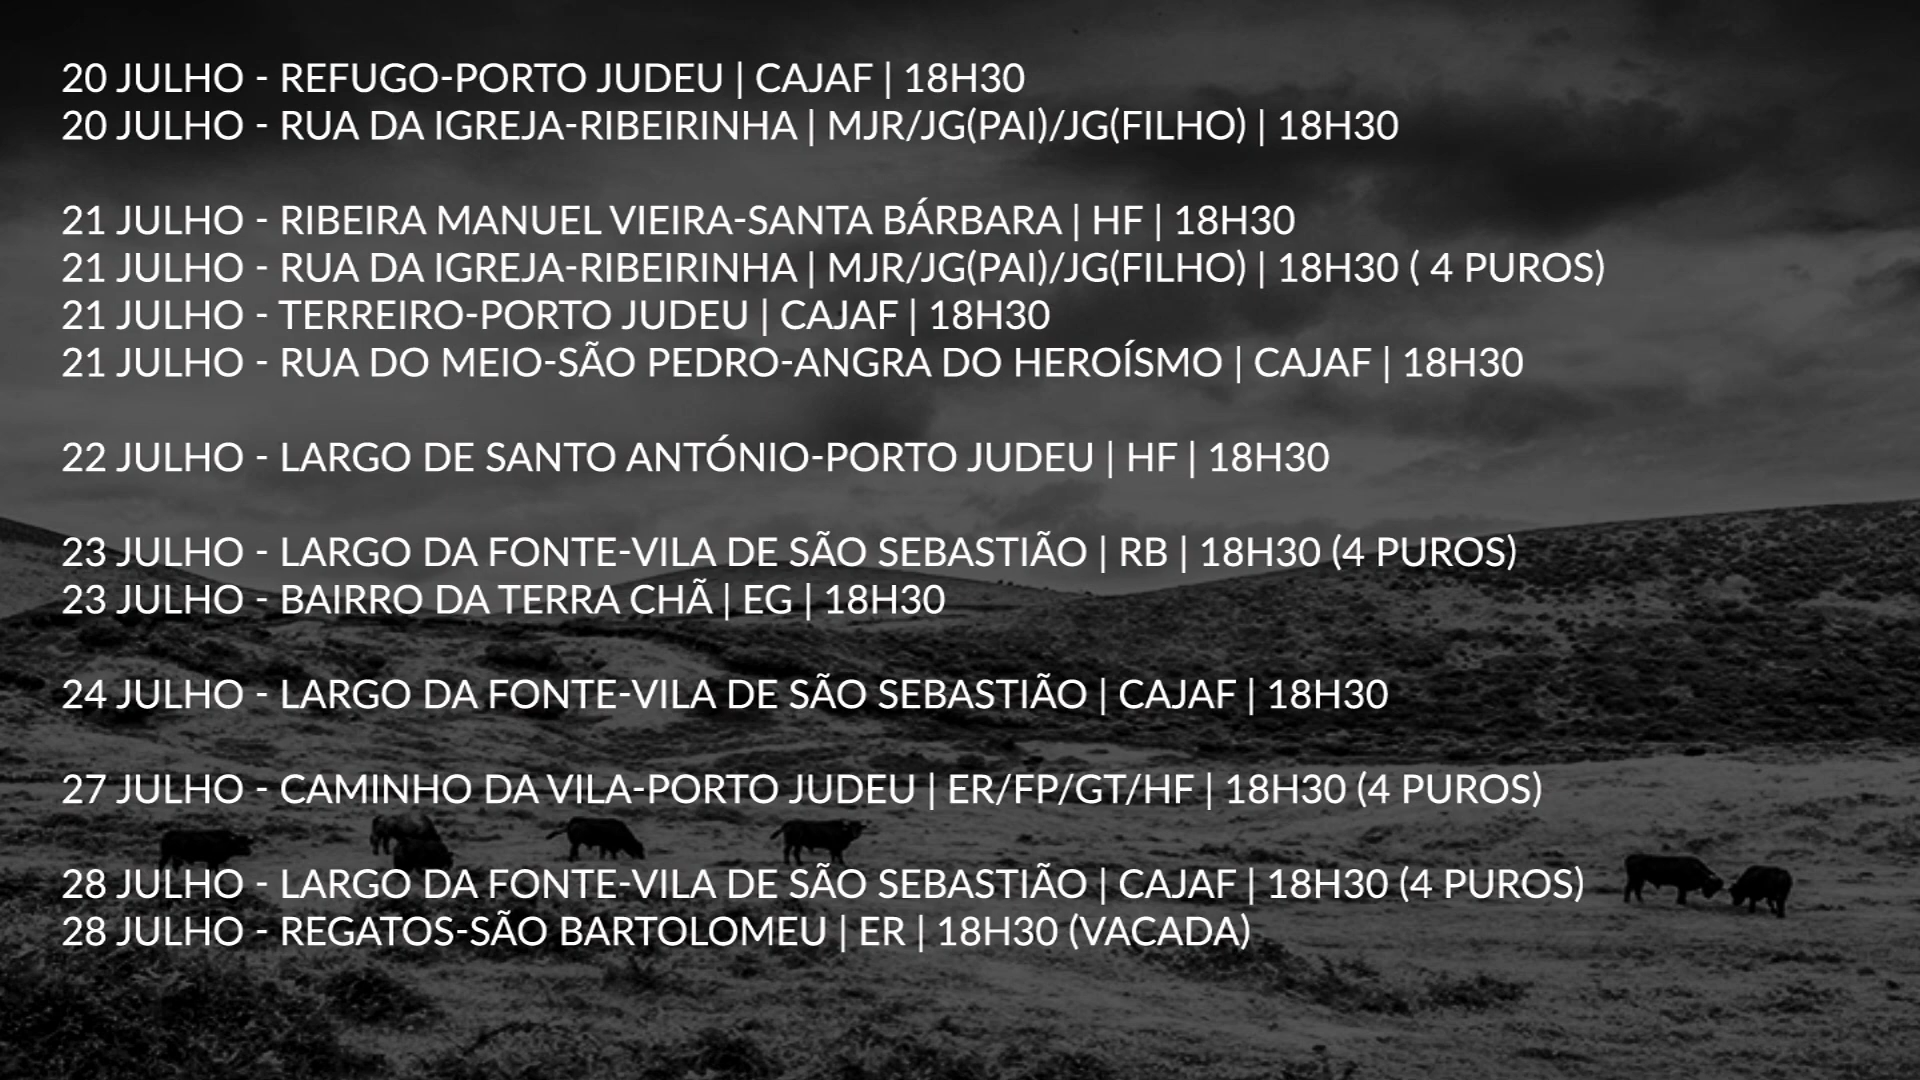 20 JULHO - REFUGO-PORTO JUDEU | CAJAF | 18H30
20 JULHO - RUA DA IGREJA-RIBEIRINHA | MJR/JG(PAI)/JG(FILHO) | 18H30
21 JULHO - RIBEIRA MANUEL VIEIRA-SANTA BÁRBARA | HF | 18H30
21 JULHO - RUA DA IGREJA-RIBEIRINHA | MJR/JG(PAI)/JG(FILHO) | 18H30 ( 4 PUROS)
21 JULHO - TERREIRO-PORTO JUDEU | CAJAF | 18H30
21 JULHO - RUA DO MEIO-SÃO PEDRO-ANGRA DO HEROÍSMO | CAJAF | 18H30
22 JULHO - LARGO DE SANTO ANTÓNIO-PORTO JUDEU | HF | 18H30
23 JULHO - LARGO DA FONTE-VILA DE SÃO SEBASTIÃO | RB | 18H30 (4 PUROS)
23 JULHO - BAIRRO DA TERRA CHÃ | EG | 18H30
24 JULHO - LARGO DA FONTE-VILA DE SÃO SEBASTIÃO | CAJAF | 18H30
27 JULHO - CAMINHO DA VILA-PORTO JUDEU | ER/FP/GT/HF | 18H30 (4 PUROS)
28 JULHO - LARGO DA FONTE-VILA DE SÃO SEBASTIÃO | CAJAF | 18H30 (4 PUROS)
28 JULHO - REGATOS-SÃO BARTOLOMEU | ER | 18H30 (VACADA)